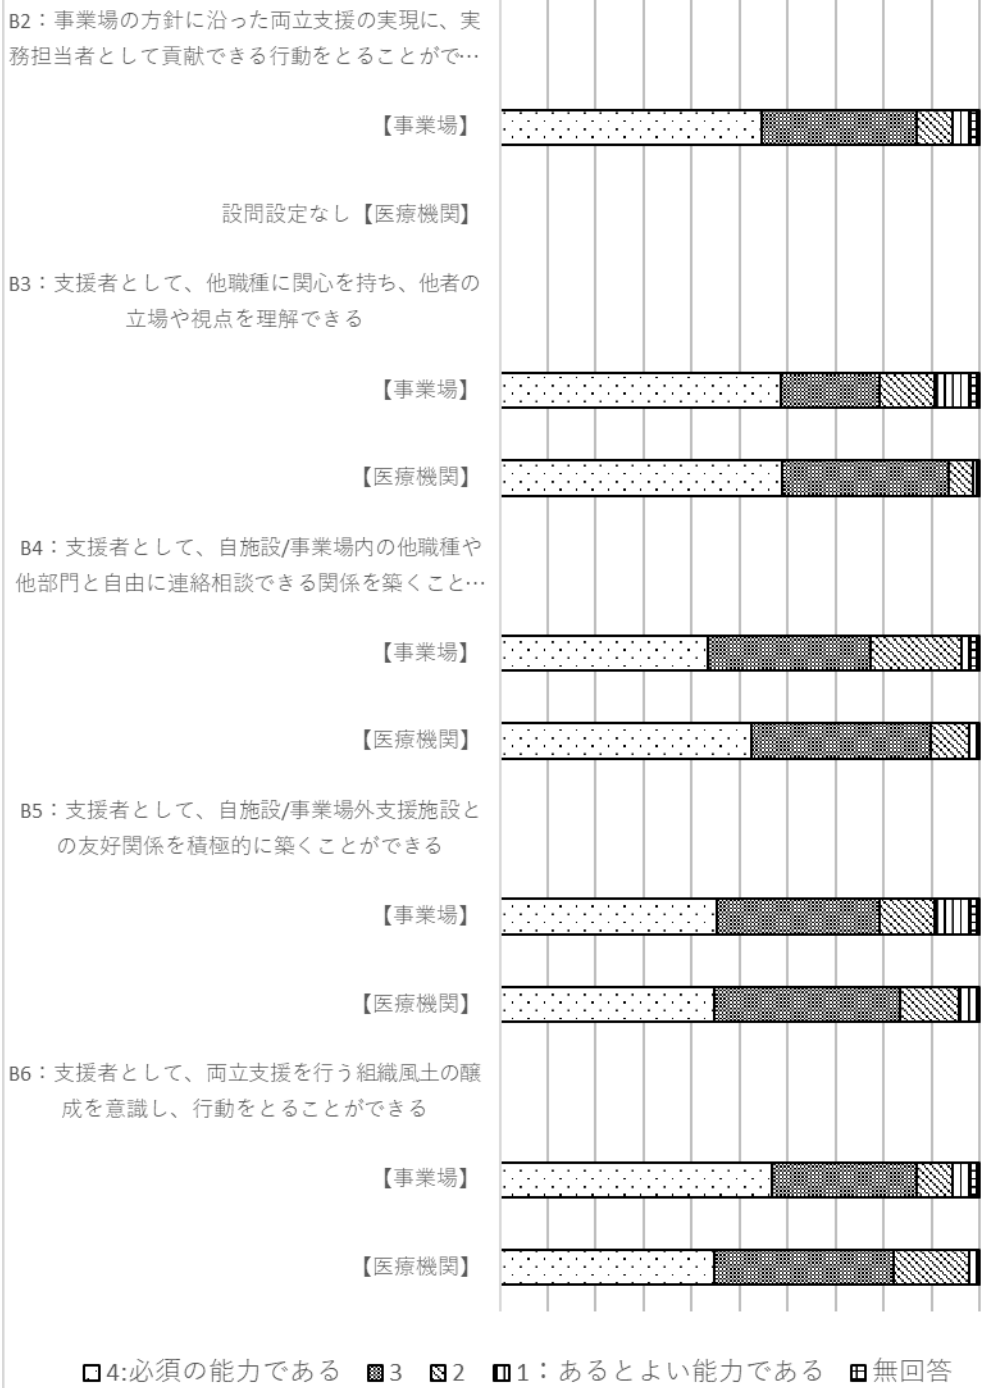 B2：事業場の方針に沿った両立支援の実現に、実
務担当者として貢献できる行動をとることがで…
【事業場】
設問設定なし【医療機関】
B3：支援者として、他職種に関心を持ち、他者の
立場や視点を理解できる
【事業場】
【医療機関】
B4：支援者として、自施設/事業場内の他職種や
他部門と自由に連絡相談できる関係を築くこと…
【事業場】
【医療機関】
B5：支援者として、自施設/事業場外支援施設と
の友好関係を積極的に築くことができる
【事業場】
【医療機関】
B6：支援者として、両立支援を行う組織風土の醸
成を意識し、行動をとることができる
【事業場】
【医療機関】
4:必須の能力である 3 2 1：あるとよい能力である 無回答